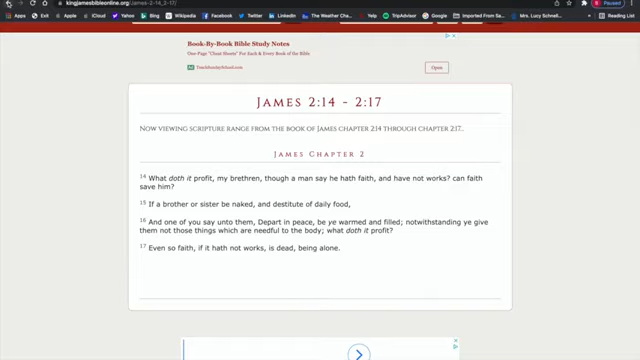 kingjamesbibleonline.org/James-2-14_2-17/
Paused
Apple iCloud Yahoo Bing Wikipedia Facebook Twitter LinkedIn The Weather Chan... TripAdvisor Google Imported From Sa... Mrs. Lucy Schnell Reading List
Book-By-Book Bible Study Notes
One-Page "Cheat Sheets" For Each & Every Book of the Bible
Ad TeachSundaySchool.com
Open
James 2:14 - 2:17
Now viewing scripture range from the book of James chapter 2:14 through chapter 2:17...
James Chapter 2
14 What doth it profit, my brethren, though a man say he hath faith, and have not works? can faith
save him?
15 If a brother or sister be naked, and destitute of daily food,
16 And one of you say unto them, Depart in peace, be ye warmed and filled; notwithstanding ye give
them not those things which are needful to the body; what doth it profit?
17 Even so faith, if it hath not works, is dead, being alone.